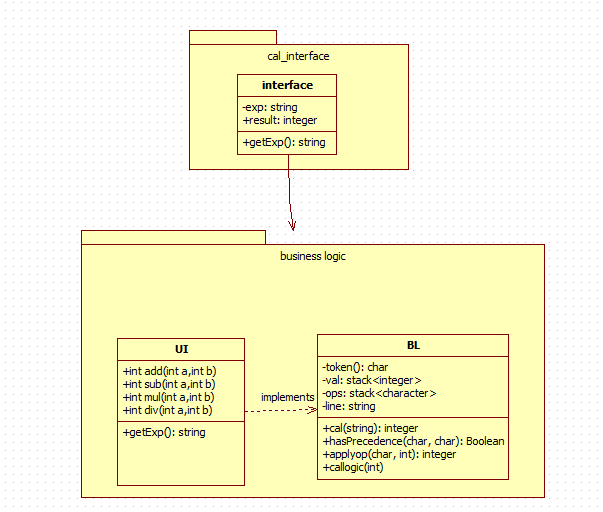 cal_interface
interface
-exp: string
+result: integer
+getExp(): string
business logic
UI
+int add(int a,int b)
+int sub(int a,int b)
+int mul(int a,int b)
+int div(int a,int b)
+getExp(): string
implements
BL
-token(): char
-val: stack<integer>
-ops: stack<character>
-line: string
+cal(string): integer
+hasPrecedence(char, char): Boolean
+applyop(char, int): integer
+callogic(int)